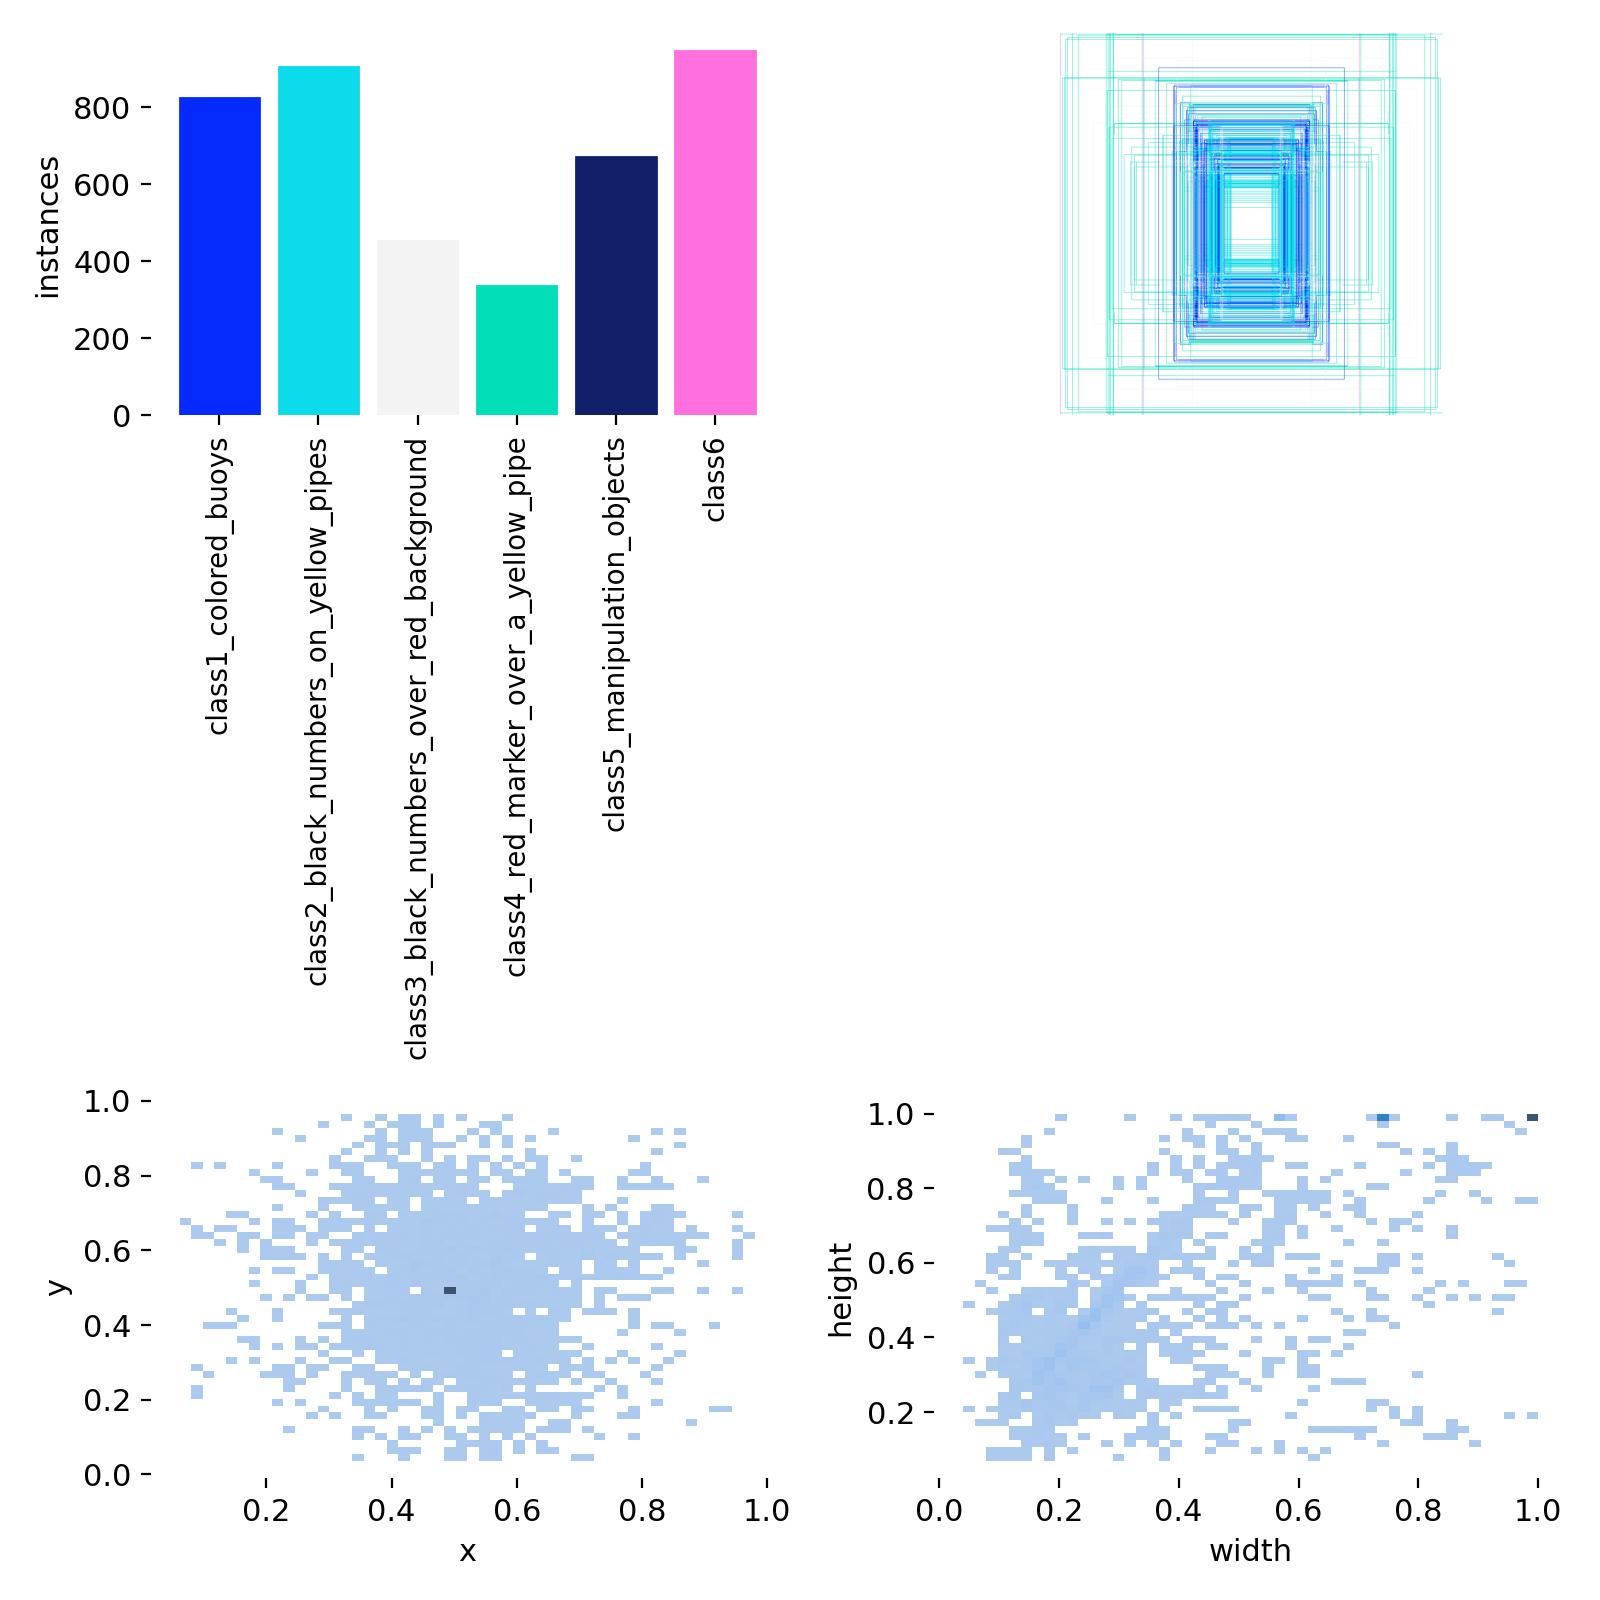 instances
800
600
400
200
0
class1_colored_buoys
class2_black_numbers_on_yellow_pipes
class3_black_numbers_over_red_background
class4_red_marker_over_a_yellow_pipe
class5_manipulation_objects
class6
y
1.0
0.8
0.6
0.4
0.2
0.0
0.2 0.4 0.6 0.8 1.0
x
height
1.0
0.8
0.6
0.4
0.2
0.0 0.2 0.4 0.6 0.8 1.0
width